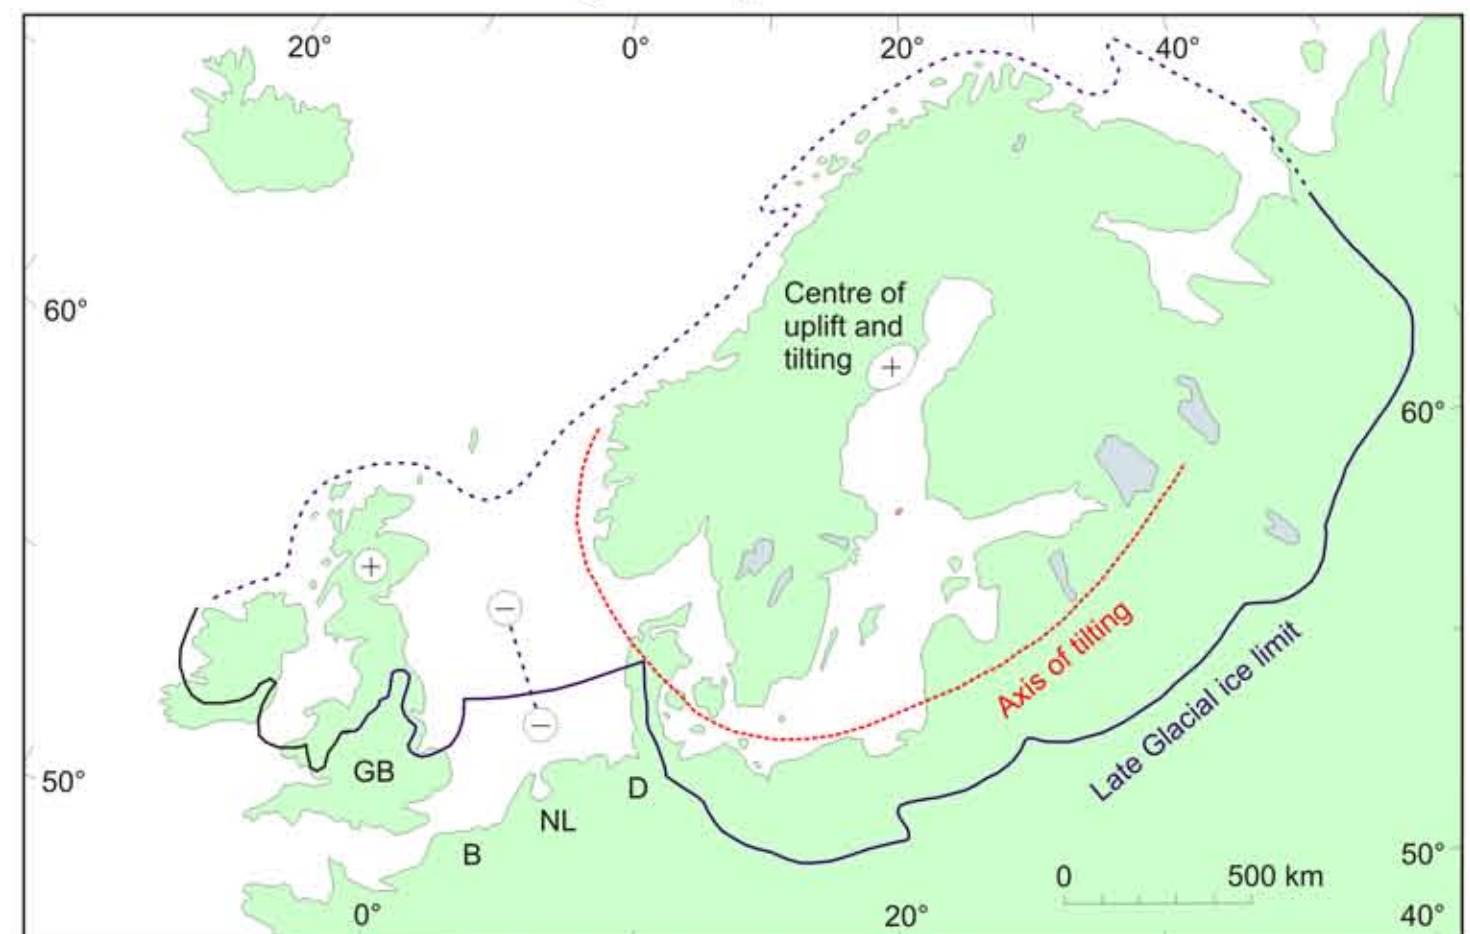 20°
0°
20°
40°
Centre of
uplift and
tilting
+
60°
60°
+
−
−
Axis of tilting
Late Glacial ice limit
GB
50°
D
NL
B
50°
0
500 km
0°
20°
40°